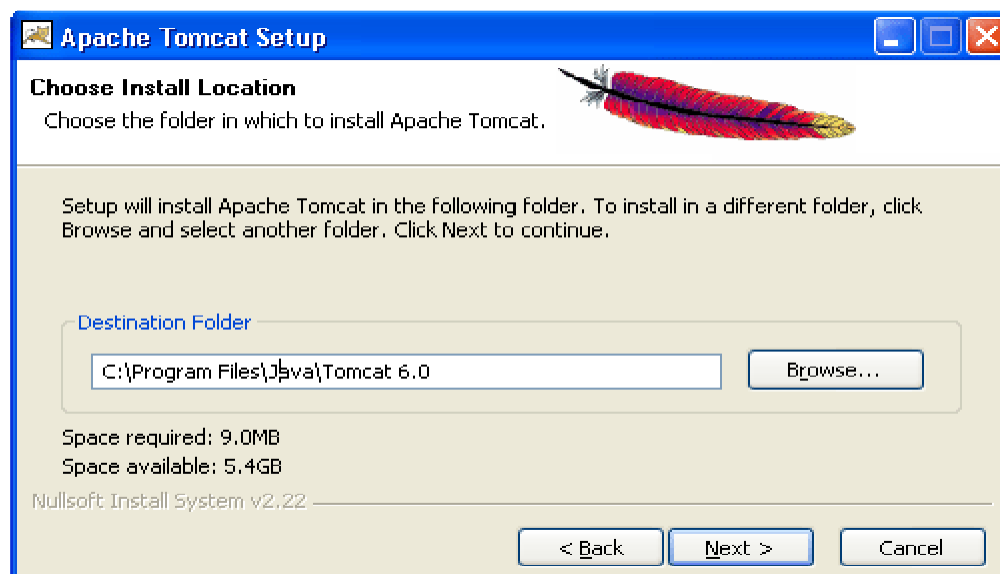 Apache Tomcat Setup
Choose Install Location
Choose the folder in which to install Apache Tomcat.
Setup will install Apache Tomcat in the following folder. To install in a different folder, click
Browse and select another folder. Click Next to continue.
Destination Folder
C:\Program Files\Java\Tomcat 6.0
Browse...
Space required: 9.0MB
Space available: 5.4GB
Nullsoft Install System v2.22
< Back Next > Cancel